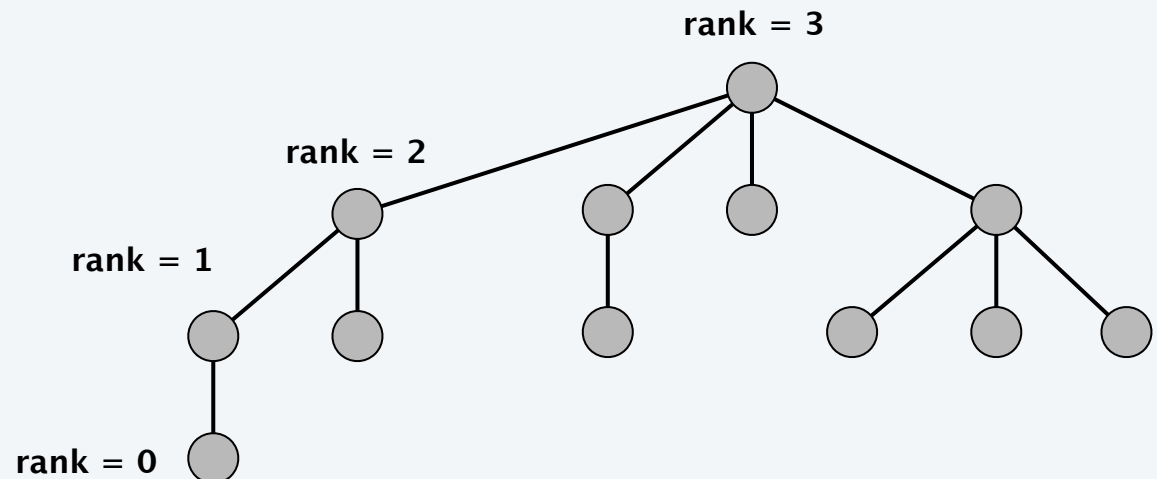 rank = 3
rank = 2
rank = 1
rank = 0